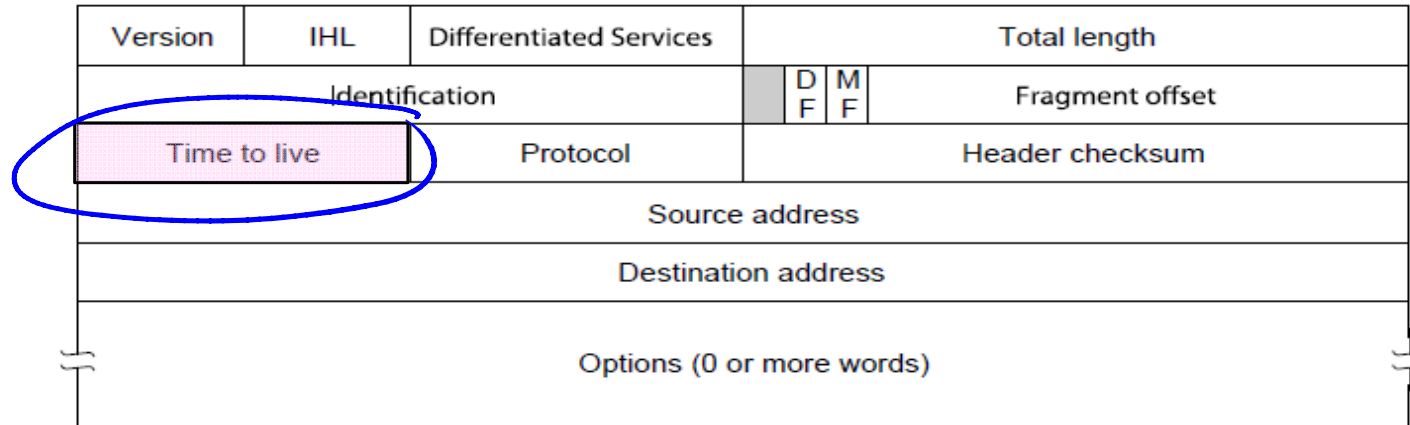 Version IHL Differentiated Services Total length
Identification D F M F Fragment offset
Time to live Protocol Header checksum
Source address
Destination address
Options (0 or more words)